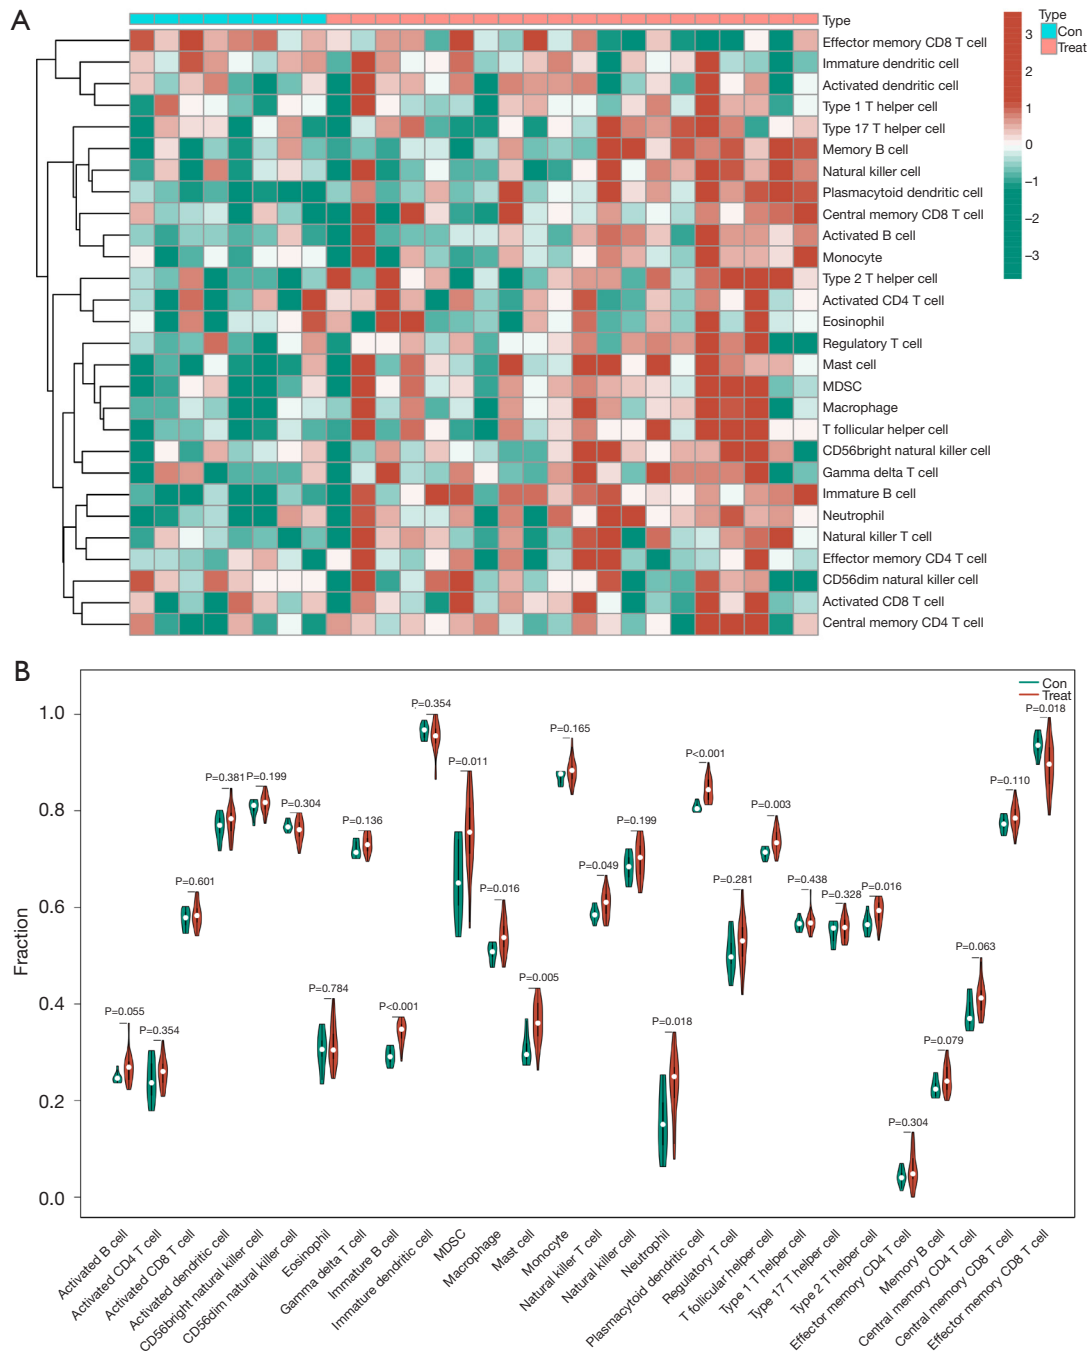 A
Type
Effector memory CD8 T cell
Immature dendritic cell
Activated dendritic cell
Type 1 T helper cell
Type 17 T helper cell
Memory B cell
Natural killer cell
Plasmacytoid dendritic cell
Central memory CD8 T cell
Activated B cell
Monocyte
Type 2 T helper cell
Activated CD4 T cell
Eosinophil
Regulatory T cell
Mast cell
MDSC
Macrophage
T follicular helper cell
CD56bright natural killer cell
Gamma delta T cell
Immature B cell
Neutrophil
Natural killer T cell
Effector memory CD4 T cell
CD56dim natural killer cell
Activated CD8 T cell
Central memory CD4 T cell
3
2
1
0
−1
−2
−3
Type
Con
Treat
B
Con
Treat
Fraction
1.0
0.8
0.6
0.4
0.2
0.0
P=0.055
P=0.354
P=0.601
P=0.381
P=0.199
P=0.304
P=0.784
P=0.136
P<0.001
P=0.354
P=0.011
P=0.016
P=0.005
P=0.165
P=0.049
P=0.199
P=0.018
P<0.001
P=0.281
P=0.003
P=0.438
P=0.328
P=0.016
P=0.304
P=0.079
P=0.063
P=0.110
P=0.018
Activated B cell
Activated CD4 T cell
Activated CD8 T cell
Activated dendritic cell
CD56bright natural killer cell
CD56dim natural killer cell
Eosinophil
Gamma delta T cell
Immature B cell
Immature dendritic cell
MDSC
Macrophage
Mast cell
Monocyte
Natural killer T cell
Natural killer cell
Neutrophil
Plasmacytoid dendritic cell
Regulatory T cell
T follicular helper cell
Type 1 T helper cell
Type 17 T helper cell
Type 2 T helper cell
Effector memory CD4 T cell
Memory B cell
Central memory CD4 T cell
Central memory CD8 T cell
Effector memory CD8 T cell